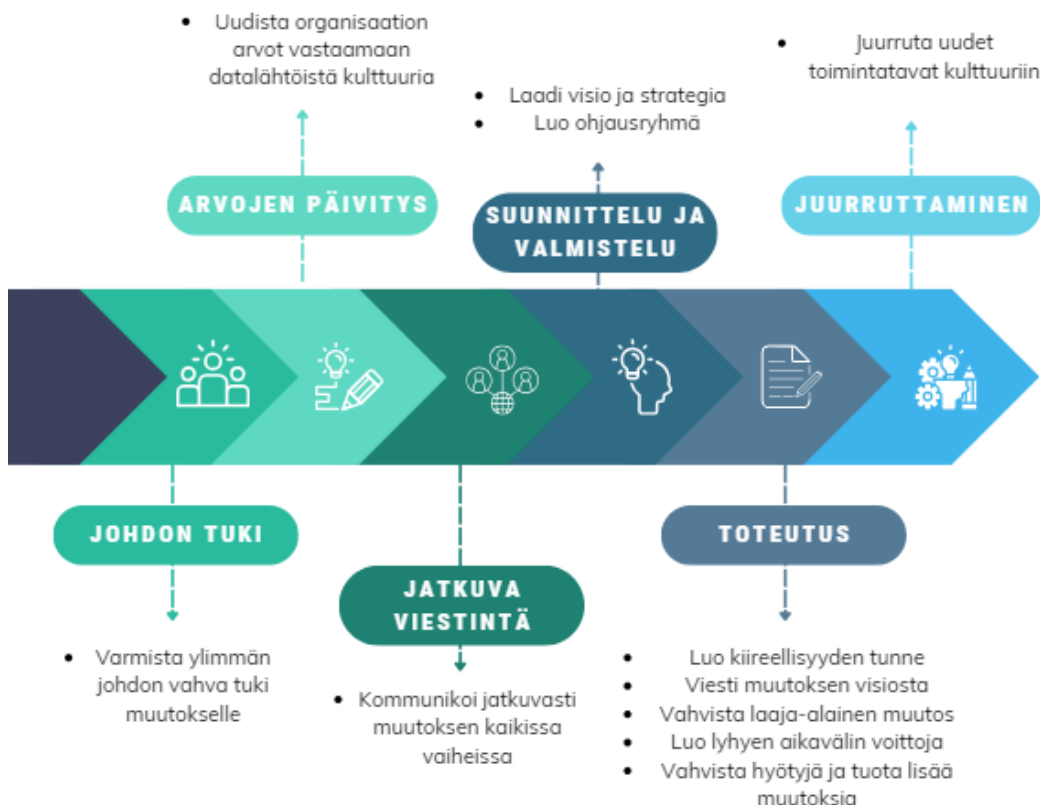 • Uudista organisaation
arvot vastaamaan
datalähtöistä kulttuuria
• Laadi visio ja strategia
• Luo ohjausryhmä
• Juurruta uudet
toimintatavat kulttuuriin
ARVOJEN PÄIVITYS
SUUNNITTELU JA
VALMISTELU
JUURRUTTAMINEN
JOHDON TUKI
JATKUVA
VIESTINTÄ
TOTEUTUS
• Varmista ylimmän
johdon vahva tuki
muutokselle
• Kommunikoi jatkuvasti
muutoksen kaikissa
vaiheissa
• Luo kiireellisyyden tunne
• Viesti muutoksen visiosta
• Vahvista laaja-alainen muutos
• Luo lyhyen aikavälin voittoja
• Vahvista hyötyjä ja tuota lisää
muutoksia